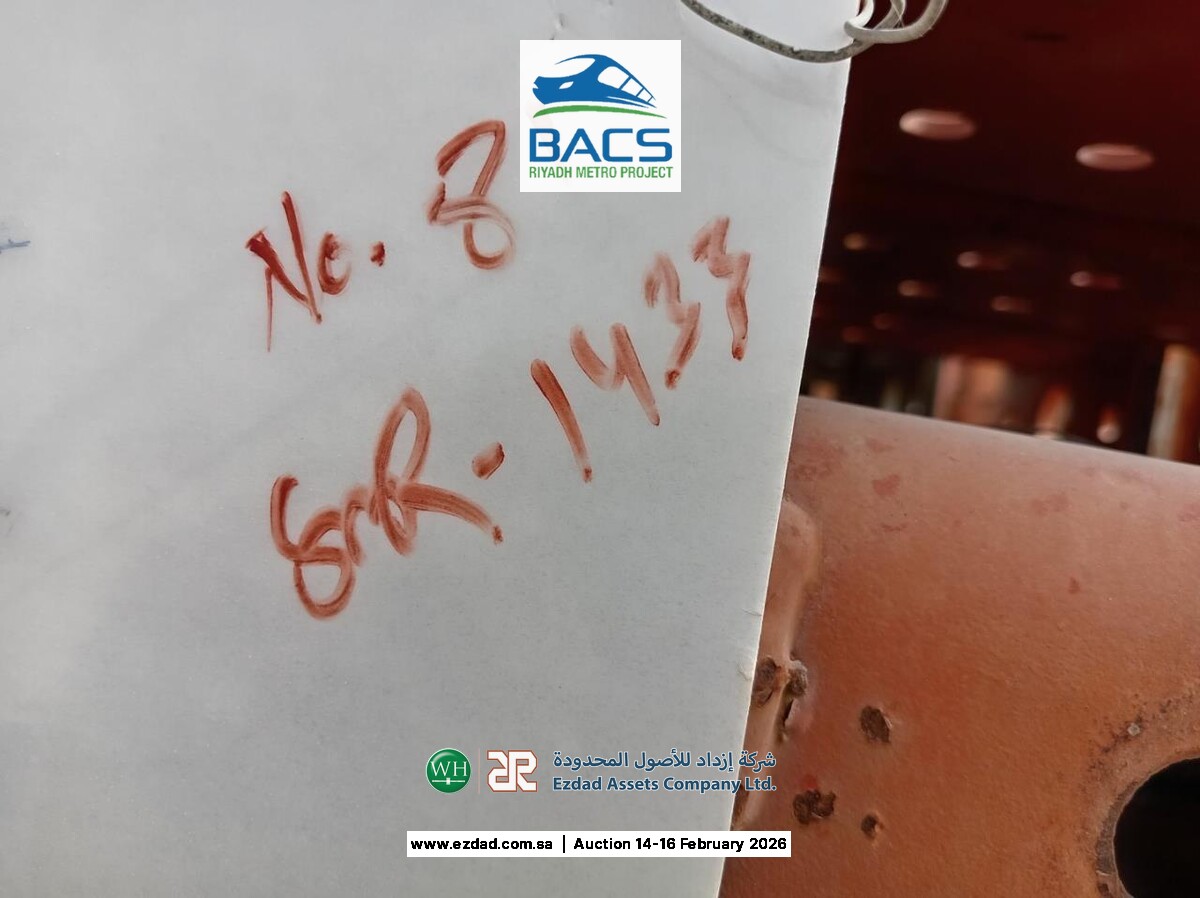 BACS
RIYADH METRO PROJECT
No. 8
SmR - 1433
WH
شركة إزداد للأصول المحدودة
Ezdad Assets Company Ltd.
www.ezdad.com.sa | Auction 14-16 February 2026